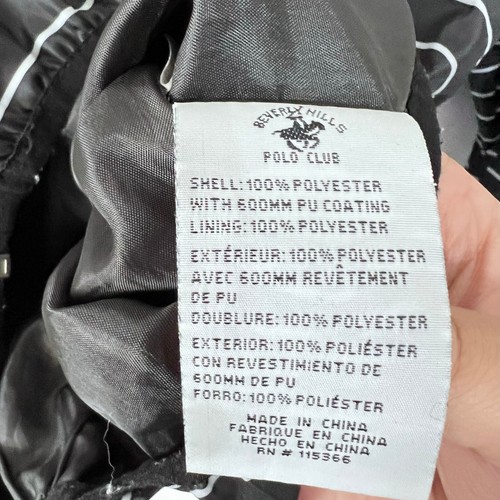 BEVERLY HILLS
POLO CLUB
SHELL:100% POLYESTER
WITH 600MM PU COATING
LINING: 100% POLYESTER
EXTÉRIEUR: 100% POLYESTER
AVEC 600MM REVÊTEMENT
DE PU
DOUBLURE: 100% POLYESTER
EXTERIOR: 100% POLIÉSTER
CON REVESTIMIENTO DE
600MM DE PU
FORRO: 100% POLIÉSTER
MADE IN CHINA
FABRIQUE EN CHINA
HECHO EN CHINA
RN # 115366